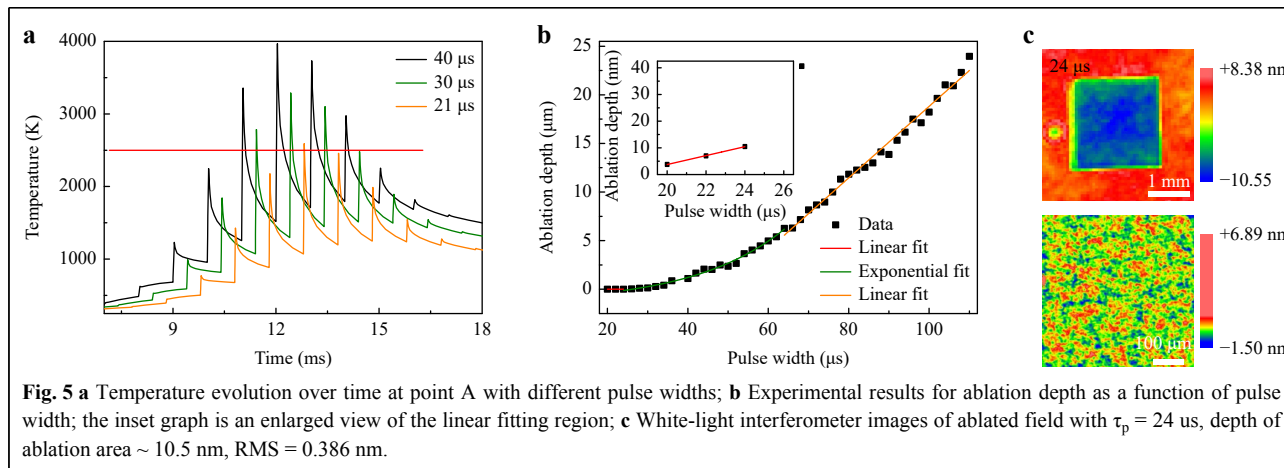 a
4000
3000
2000
1000
Temperature (K)
40 μs
30 μs
21 μs
9
12
15
18
Time (ms)
b
25
20
15
10
5
0
Ablation depth (μm)
20
40
60
80
100
Pulse width (μs)
40
35
30
25
20
15
10
5
0
Ablation depth (nm)
20
22
24
26
Pulse width (μs)
Data
Linear fit
Exponential fit
Linear fit
c
24 μs
1 mm
+8.38 nm
−10.55
100 μm
+6.89 nm
−1.50 nm
Fig. 5 a Temperature evolution over time at point A with different pulse widths; b Experimental results for ablation depth as a function of pulse
width; the inset graph is an enlarged view of the linear fitting region; c White-light interferometer images of ablated field with τp = 24 us, depth of
ablation area ~ 10.5 nm, RMS = 0.386 nm.